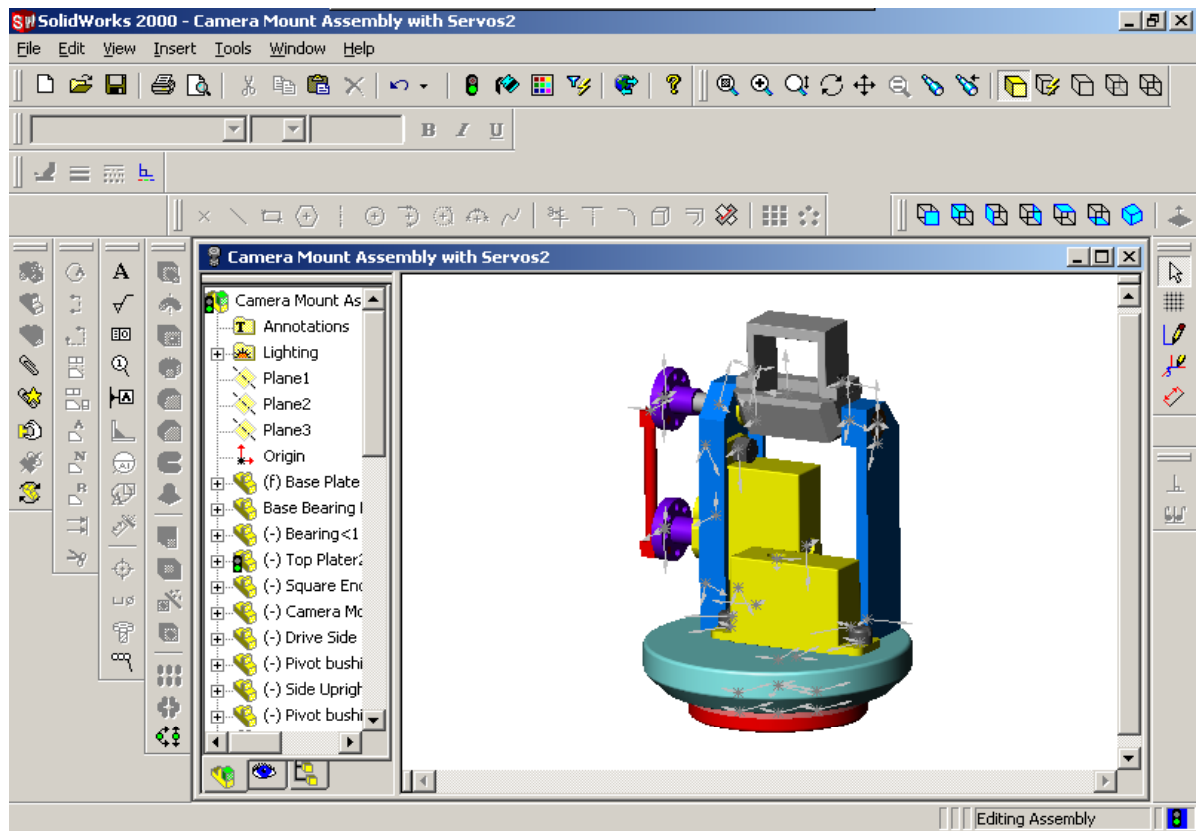 SolidWorks 2000 - Camera Mount Assembly with Servos2
File Edit View Insert Tools Window Help
B I U
Camera Mount Assembly with Servos2
Camera Mount As
Annotations
Lighting
Plane1
Plane2
Plane3
Origin
(f) Base Plate
Base Bearing
(-) Bearing<1
(-) Top Plater2
(-) Square End
(-) Camera Mo
(-) Drive Side
(-) Pivot bushi
(-) Side Uprigh
(-) Pivot bushi
Editing Assembly